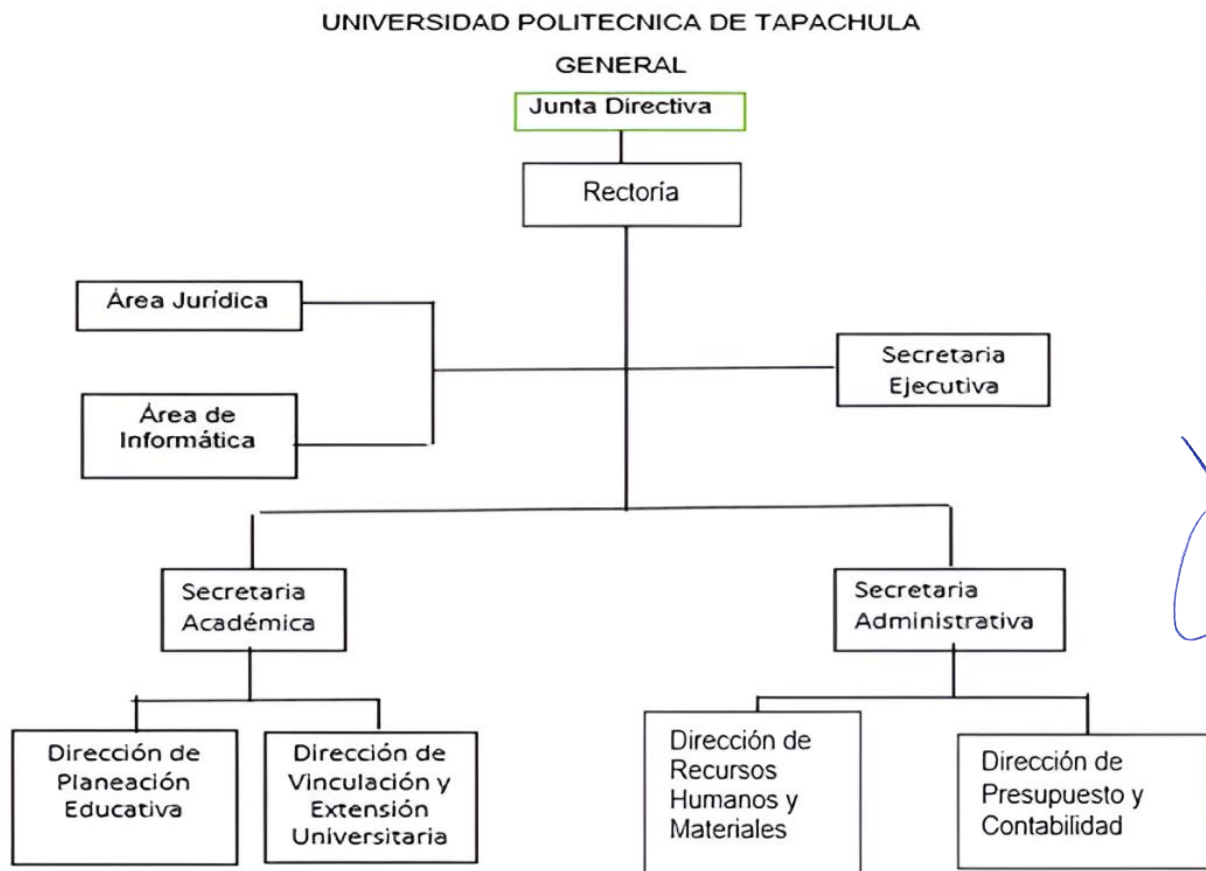 UNIVERSIDAD POLITECNICA DE TAPACHULA
GENERAL
Junta Directiva
Rectoría
Área Jurídica
Secretaria
Ejecutiva
Área de
Informática
Secretaria
Académica
Secretaria
Administrativa
Dirección de
Planeación
Educativa
Dirección de
Vinculación y
Extensión
Universitaria
Dirección de
Recursos
Humanos y
Materiales
Dirección de
Presupuesto y
Contabilidad